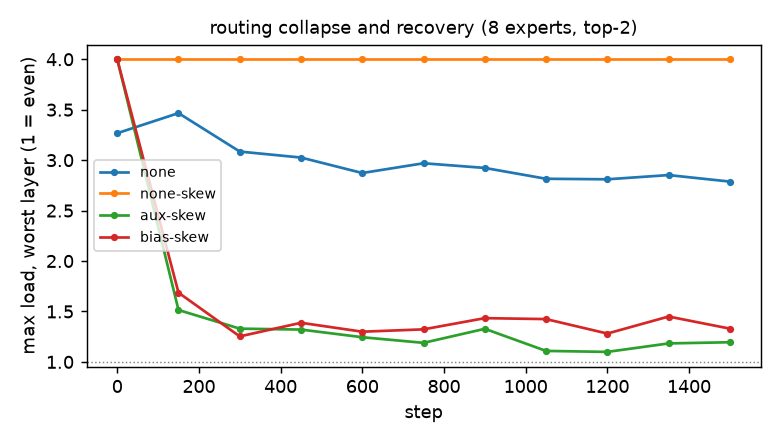 routing collapse and recovery (8 experts, top-2)
max load, worst layer (1 = even)
4.0
3.5
3.0
2.5
2.0
1.5
1.0
none
none-skew
aux-skew
bias-skew
0 200 400 600 800 1000 1200 1400
step